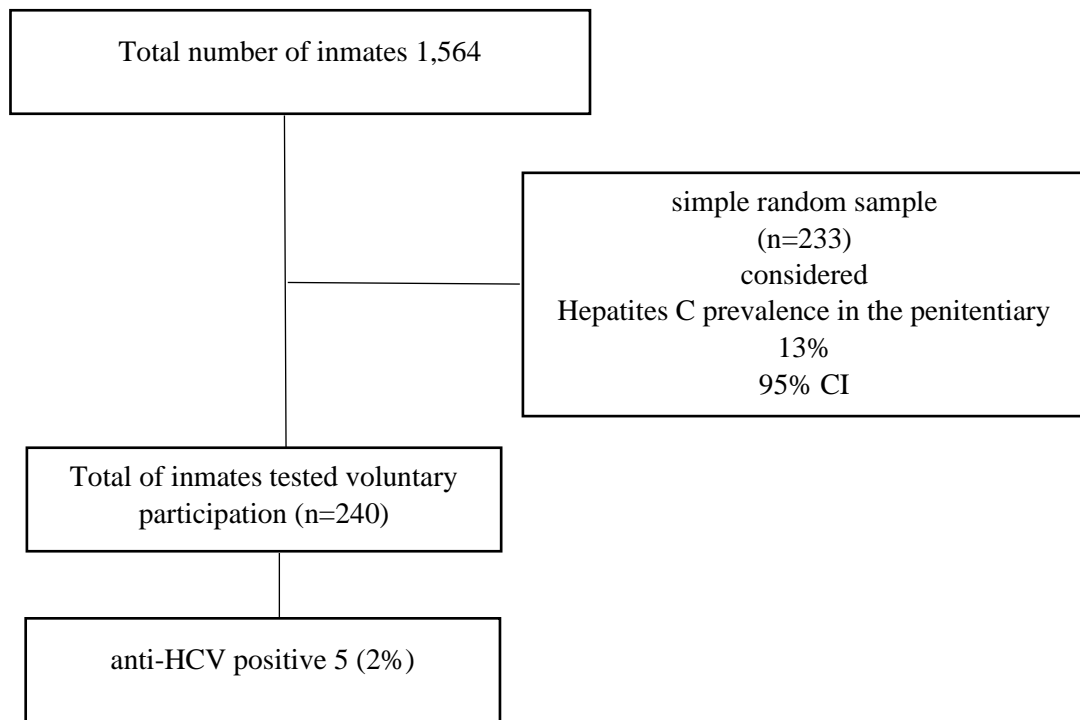 Total number of inmates 1,564
simple random sample
(n=233)
considered
Hepatites C prevalence in the penitentiary
13%
95% CI
Total of inmates tested voluntary
participation (n=240)
anti-HCV positive 5 (2%)